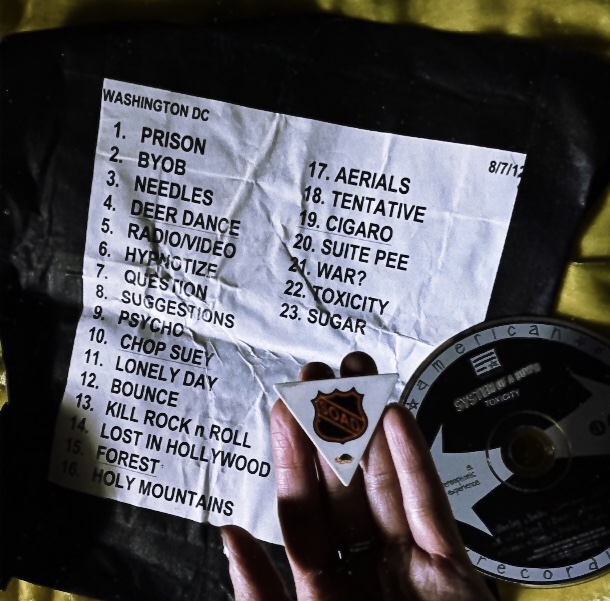 WASHINGTON DC
8/7/12
1. PRISON
2. BYOB
3. NEEDLES
4. DEER DANCE
5. RADIO/VIDEO
6. HYPNOTIZE
7. QUESTION
8. SUGGESTIONS
9. PSYCHO
10. CHOP SUEY
11. LONELY DAY
12. BOUNCE
13. KILL ROCK n ROLL
14. LOST IN HOLLYWOOD
15. FOREST
16. HOLY MOUNTAINS
17. AERIALS
18. TENTATIVE
19. CIGARO
20. SUITE PEE
21. WAR?
22. TOXICITY
23. SUGAR
SOAD
american
SYSTEM OF A DOWN
TOXICITY
record